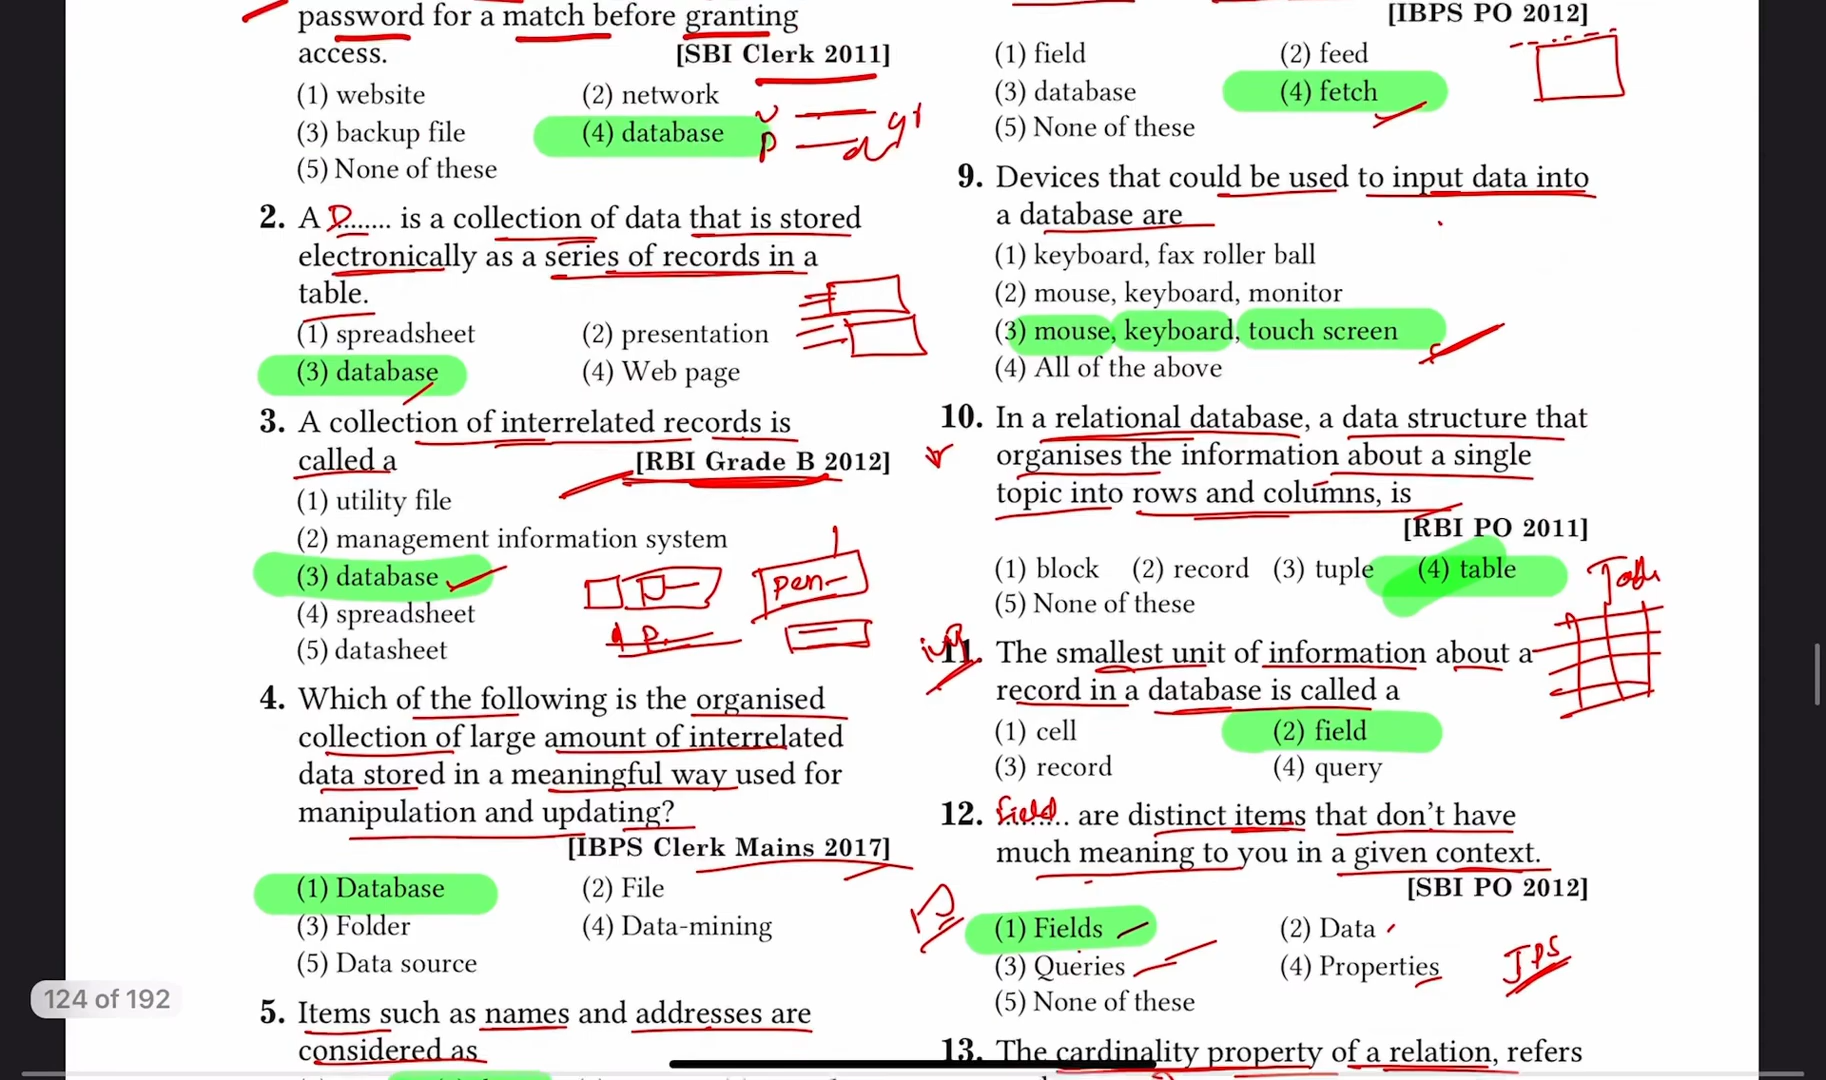 password for a match before granting
access. [SBI Clerk 2011]
(1) website (2) network
(3) backup file (4) database
(5) None of these
2. A D........ is a collection of data that is stored
electronically as a series of records in a
table.
(1) spreadsheet (2) presentation
(3) database (4) Web page
3. A collection of interrelated records is
called a [RBI Grade B 2012]
(1) utility file
(2) management information system
(3) database
(4) spreadsheet
(5) datasheet
pen
4. Which of the following is the organised
collection of large amount of interrelated
data stored in a meaningful way used for
manipulation and updating?
[IBPS Clerk Mains 2017]
(1) Database (2) File
(3) Folder (4) Data-mining
(5) Data source
5. Items such as names and addresses are
considered as
[IBPS PO 2012]
(1) field (2) feed
(3) database (4) fetch
(5) None of these
9. Devices that could be used to input data into
a database are
(1) keyboard, fax roller ball
(2) mouse, keyboard, monitor
(3) mouse, keyboard, touch screen
(4) All of the above
10. In a relational database, a data structure that
organises the information about a single
topic into rows and columns, is
[RBI PO 2011]
(1) block (2) record (3) tuple (4) table
(5) None of these
11. The smallest unit of information about a
record in a database is called a
(1) cell (2) field
(3) record (4) query
12. field are distinct items that don't have
much meaning to you in a given context.
[SBI PO 2012]
(1) Fields (2) Data
(3) Queries (4) Properties
(5) None of these
13. The cardinality property of a relation, refers
124 of 192